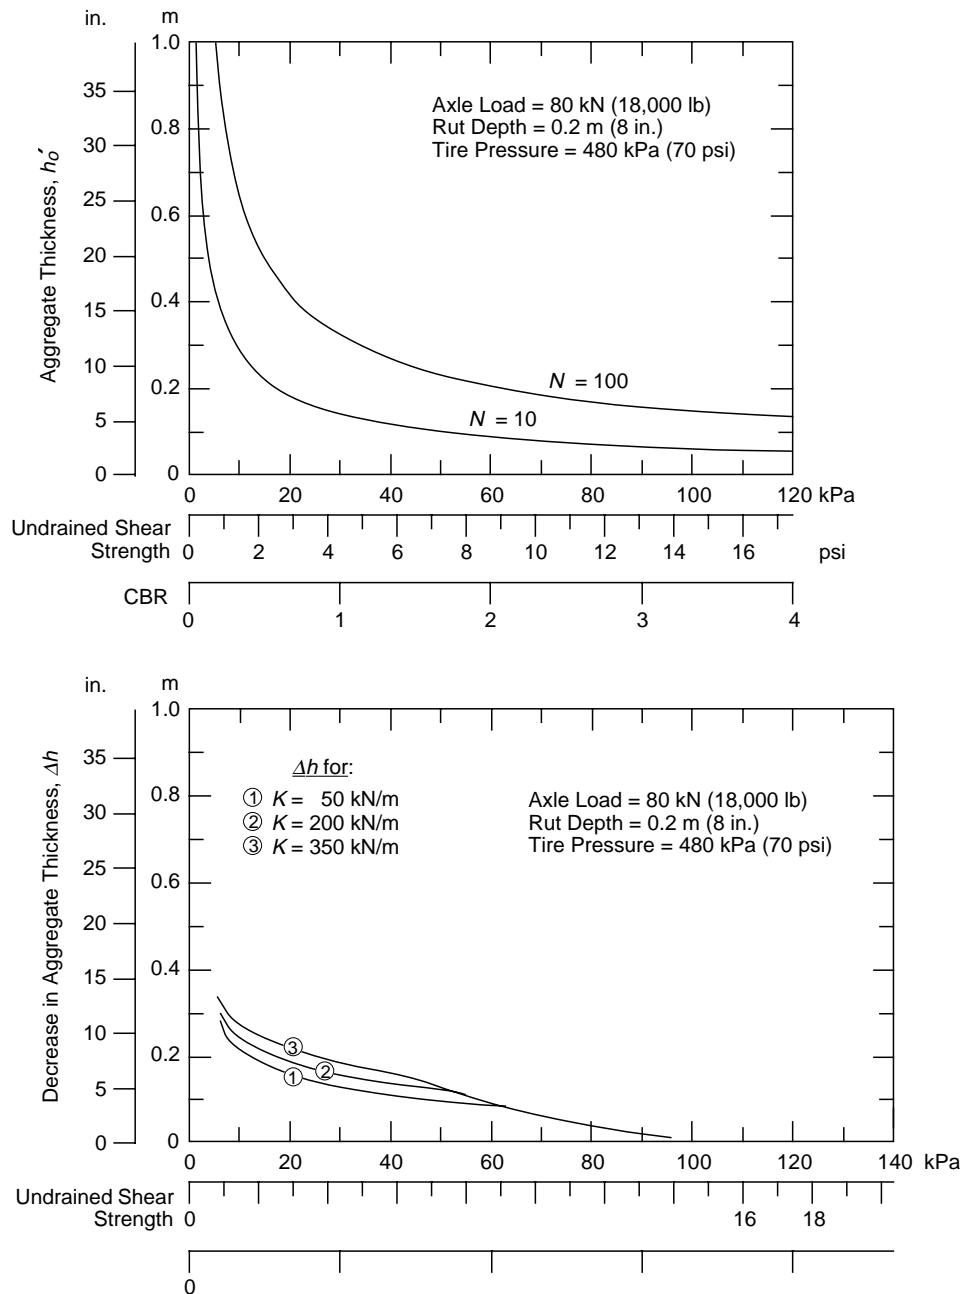 in.
m
1.0
35
Axle Load = 80 kN (18,000 lb)
Rut Depth = 0.2 m (8 in.)
Tire Pressure = 480 kPa (70 psi)
0.8
30
25
0.6
20
Aggregate Thickness, h₀′
15
0.4
10
N = 100
0.2
5
N = 10
0
0
0 20 40 60 80 100 120 kPa
Undrained Shear
Strength 0 2 4 6 8 10 12 14 16 psi
CBR
0 1 2 3 4
in.
m
1.0
35
Δh for:
① K = 50 kN/m
② K = 200 kN/m
③ K = 350 kN/m
Axle Load = 80 kN (18,000 lb)
Rut Depth = 0.2 m (8 in.)
Tire Pressure = 480 kPa (70 psi)
0.8
30
25
0.6
20
Decrease in Aggregate Thickness, Δh
15
0.4
10
③
②
①
0.2
5
0
0
0 20 40 60 80 100 120 140 kPa
Undrained Shear
Strength 0 16 18
0